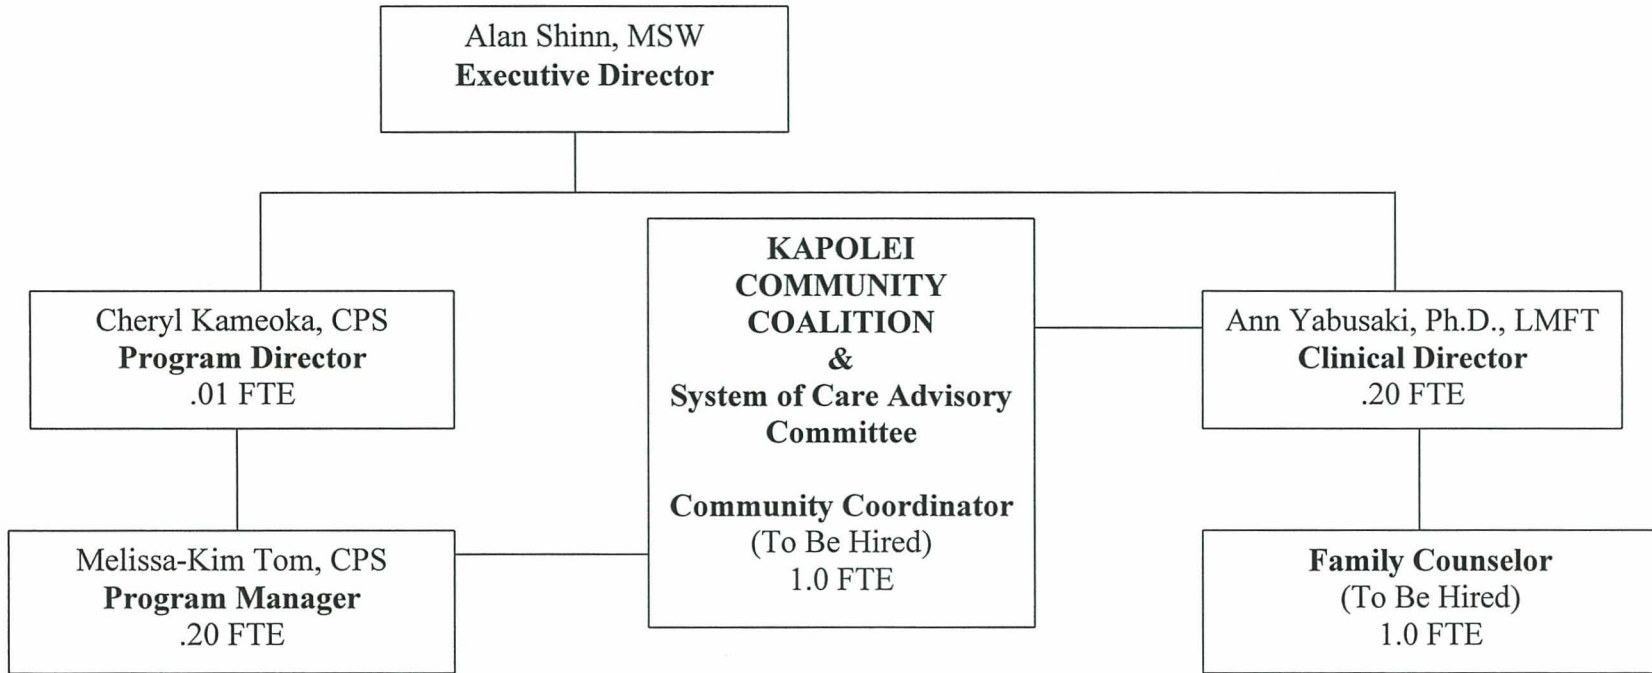 Alan Shinn, MSW
Executive Director
Cheryl Kameoka, CPS
Program Director
.01 FTE
KAPOLEI
COMMUNITY
COALITION
&
System of Care Advisory
Committee
Community Coordinator
(To Be Hired)
1.0 FTE
Ann Yabusaki, Ph.D., LMFT
Clinical Director
.20 FTE
Melissa-Kim Tom, CPS
Program Manager
.20 FTE
Family Counselor
(To Be Hired)
1.0 FTE